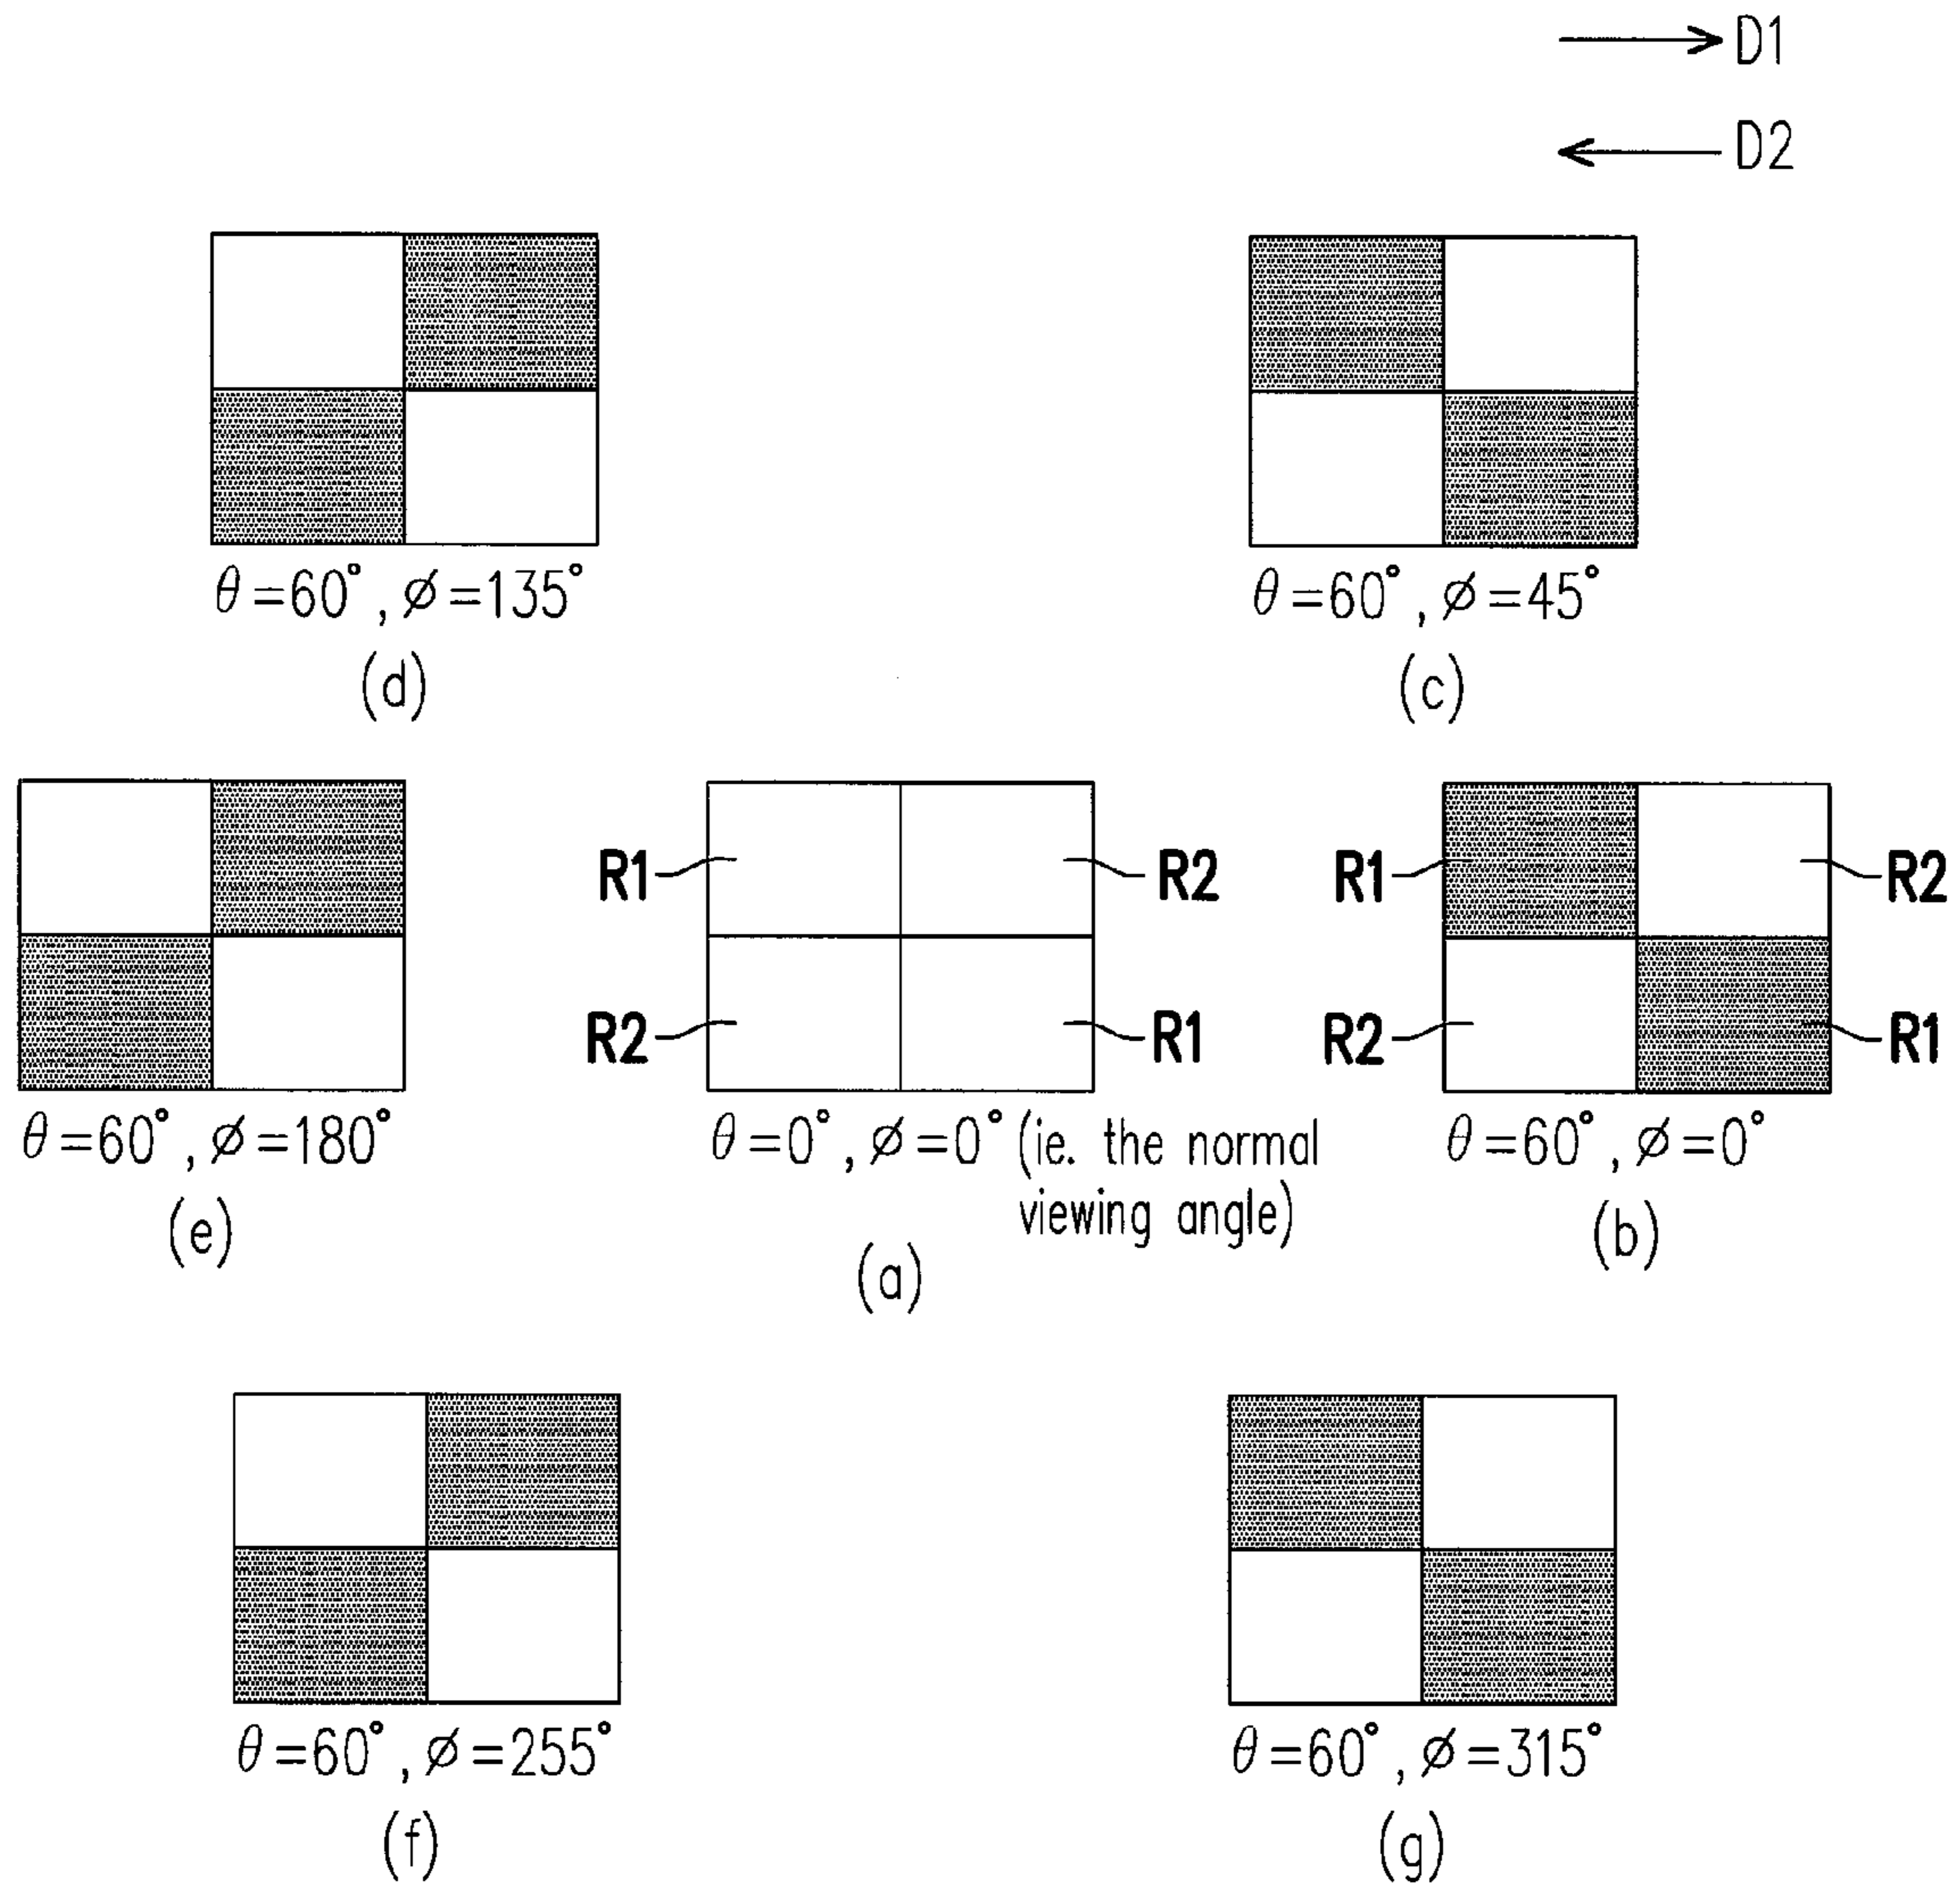 D1
D2
θ=60°, ø=135°
(d)
θ=60°, ø=45°
(c)
R1
R2
R1
R2
R2
R1
R2
R1
θ=60°, ø=180°
(e)
θ=0°, ø=0° (ie. the normal
viewing angle)
(a)
θ=60°, ø=0°
(b)
θ=60°, ø=255°
(f)
θ=60°, ø=315°
(g)